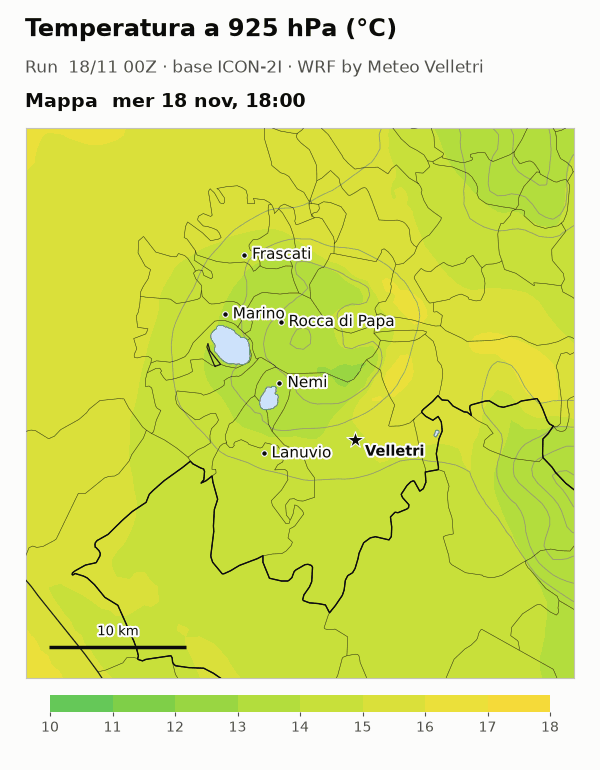 Temperatura a 925 hPa (°C)
Run  18/11 00Z · base ICON-2I · WRF by Meteo Velletri
Mappa  mer 18 nov, 18:00
Frascati
Marino
Rocca di Papa
Nemi
Velletri
Lanuvio
10 km
10 11 12 13 14 15 16 17 18